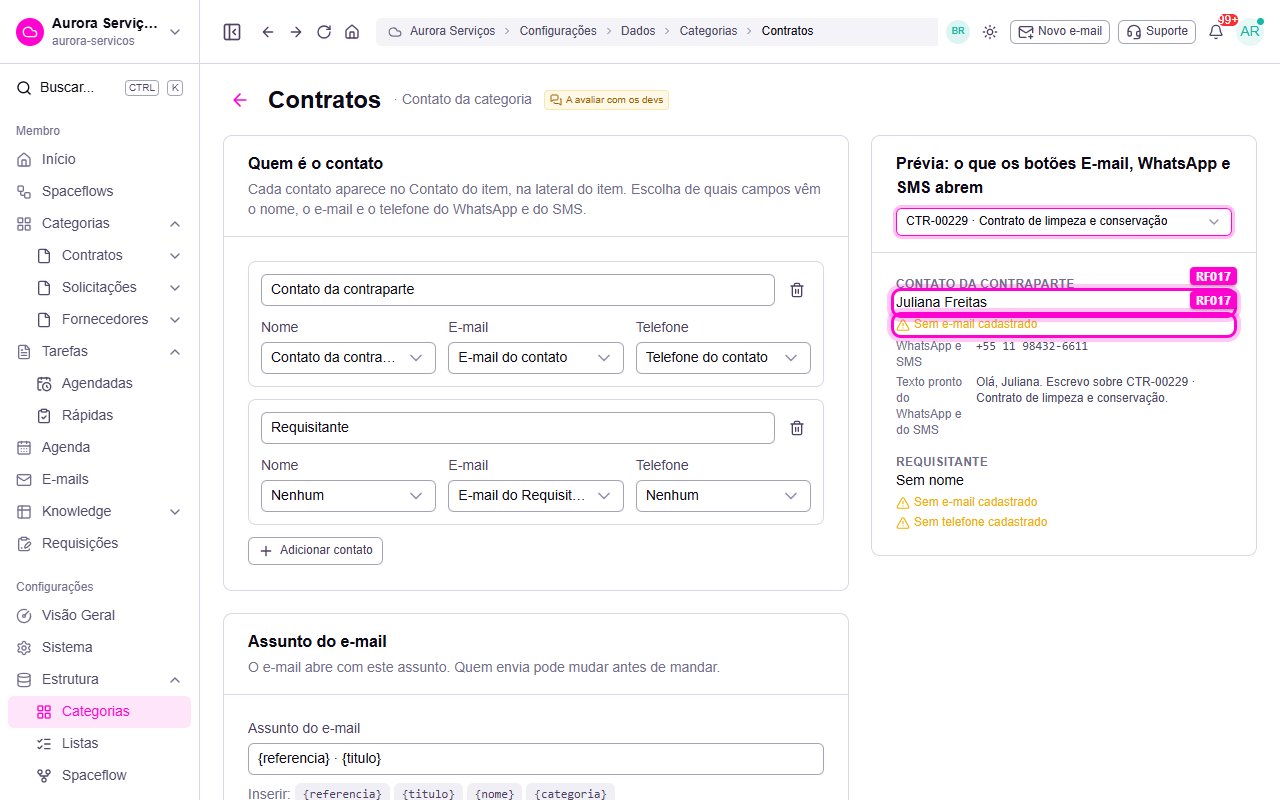 Aurora Serviç...
aurora-servicos
Aurora Serviços
Configurações
Dados
Categorias
Contratos
BR
Novo e-mail
Suporte
99+
AR
Buscar...
CTRL
K
Membro
Início
Spaceflows
Categorias
Contratos
Solicitações
Fornecedores
Tarefas
Agendadas
Rápidas
Agenda
E-mails
Knowledge
Requisições
Configurações
Visão Geral
Sistema
Estrutura
Categorias
Listas
Spaceflow
Contratos
· Contato da categoria
A avaliar com os devs
Quem é o contato
Cada contato aparece no Contato do item, na lateral do item. Escolha de quais campos vêm
o nome, o e-mail e o telefone do WhatsApp e do SMS.
Contato da contraparte
Nome
E-mail
Telefone
Contato da contra...
E-mail do contato
Telefone do contato
Requisitante
Nome
E-mail
Telefone
Nenhum
E-mail do Requisit...
Nenhum
Adicionar contato
Assunto do e-mail
O e-mail abre com este assunto. Quem envia pode mudar antes de mandar.
Assunto do e-mail
{referencia} · {titulo}
Inserir: {referencia} {titulo} {nome} {categoria}
Prévia: o que os botões E-mail, WhatsApp e
SMS abrem
CTR-00229 · Contrato de limpeza e conservação
RF017
CONTATO DA CONTRAPARTE
Juliana Freitas
RF017
Sem e-mail cadastrado
WhatsApp e
SMS
+55 11 98432-6611
Texto pronto
do
WhatsApp e
do SMS
Olá, Juliana. Escrevo sobre CTR-00229 ·
Contrato de limpeza e conservação.
REQUISITANTE
Sem nome
Sem e-mail cadastrado
Sem telefone cadastrado